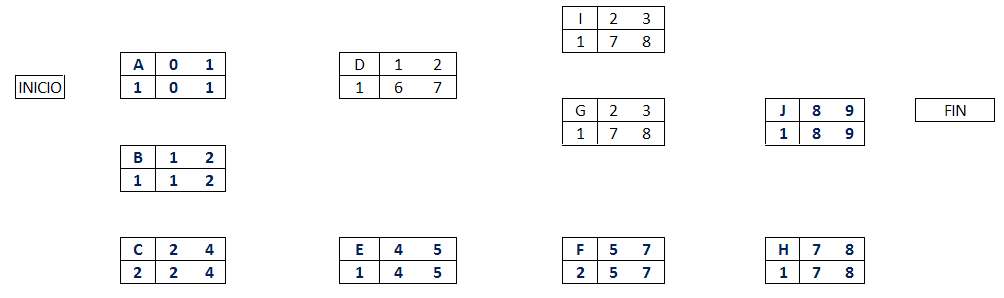 I 2 3
1 7 8
A 0 1
1 0 1
D 1 2
1 6 7
INICIO
G 2 3
1 7 8
J 8 9
1 8 9
FIN
B 1 2
1 1 2
C 2 4
2 2 4
E 4 5
1 4 5
F 5 7
2 5 7
H 7 8
1 7 8